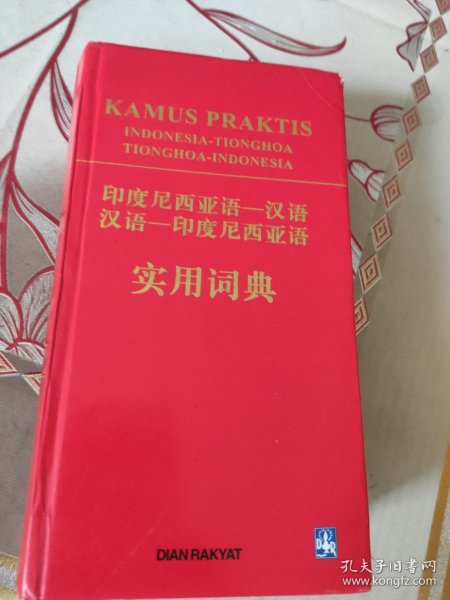 KAMUS PRAKTIS
INDONESIA-TIONGHOA
TIONGHOA-INDONESIA
印度尼西亚语—汉语
汉语—印度尼西亚语
实用词典
DIAN RAKYAT
D R
孔夫子旧书网
www.kongfz.com